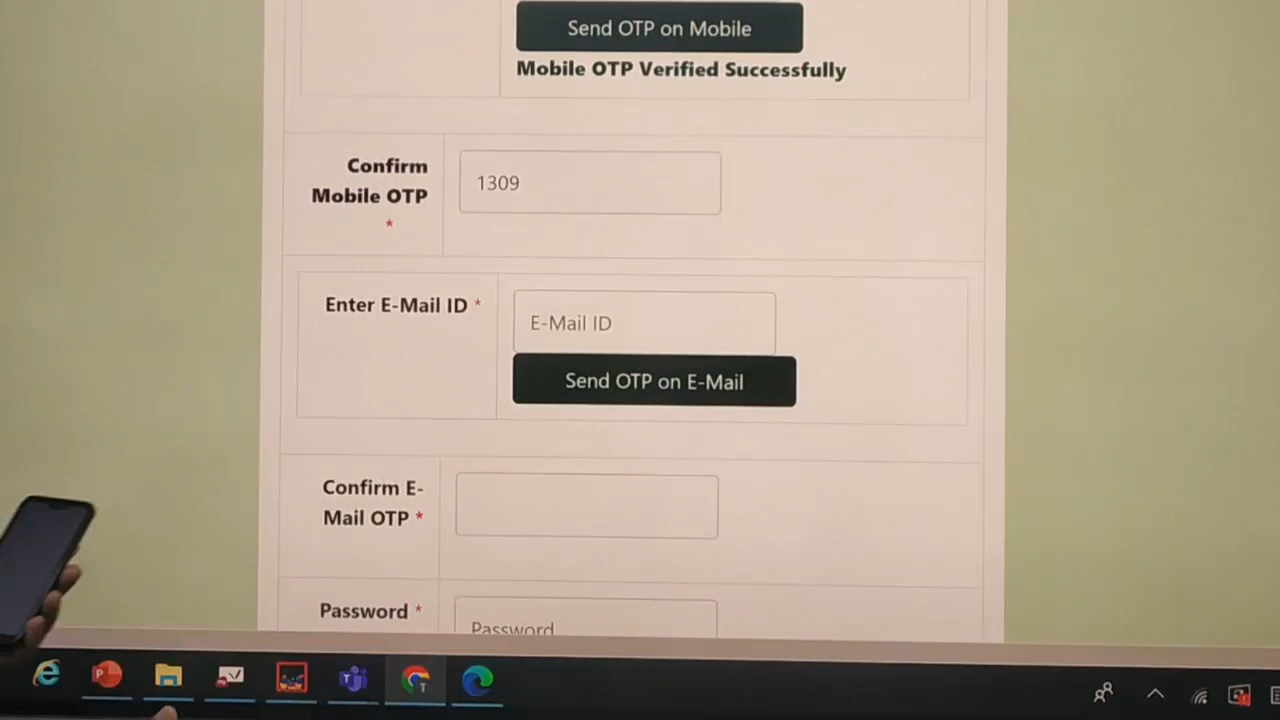 Send OTP on Mobile
Mobile OTP Verified Successfully
Confirm
Mobile OTP
*
1309
Enter E-Mail ID *
E-Mail ID
Send OTP on E-Mail
Confirm E-
Mail OTP *
Password *
Password